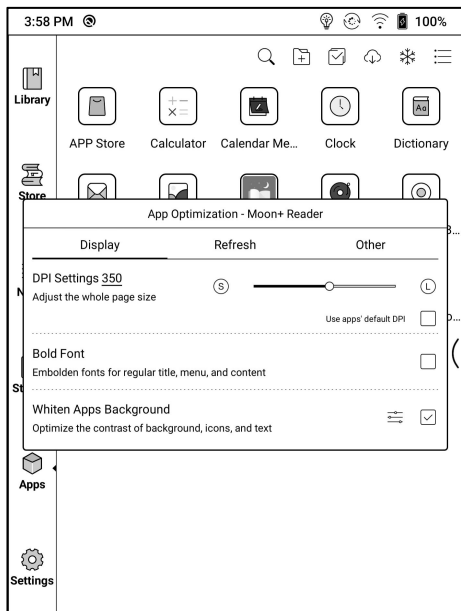 3:58 PM
100%
Library
APP Store
Calculator
Calendar Me...
Clock
Dictionary
Aa
Store
App Optimization - Moon+ Reader
Display
Refresh
Other
DPI Settings 350
S
L
Adjust the whole page size
Use apps' default DPI
Bold Font
Embolden fonts for regular title, menu, and content
Whiten Apps Background
Optimize the contrast of background, icons, and text
Apps
Settings